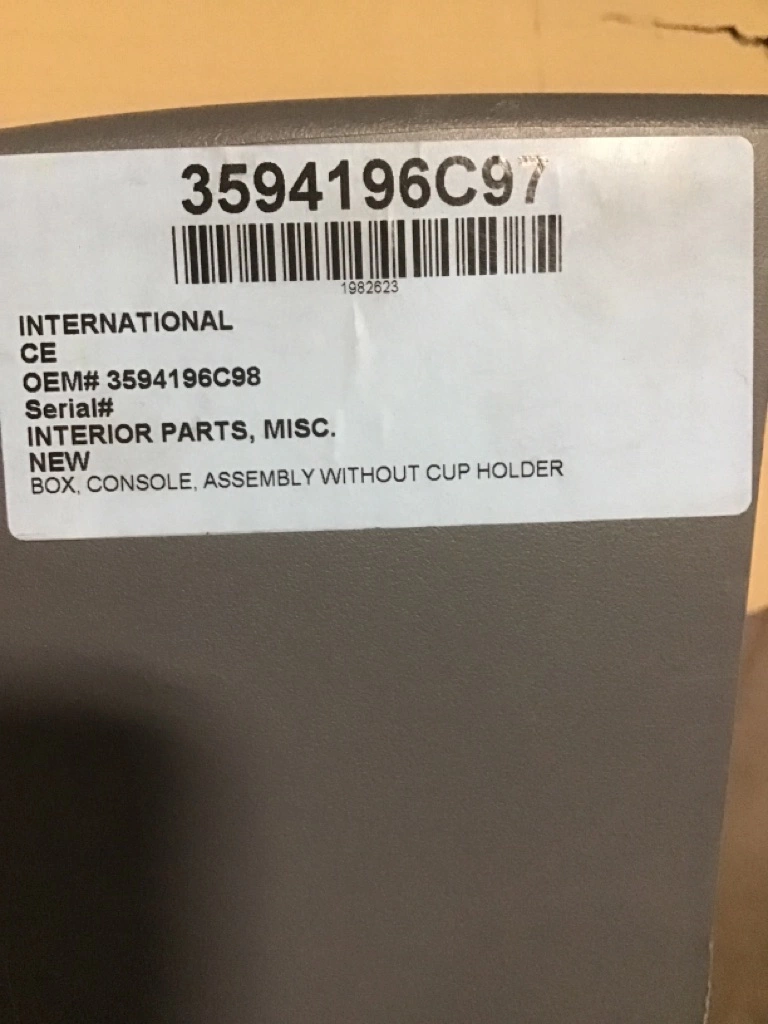 3594196C97
1982623
INTERNATIONAL
CE
OEM# 3594196C98
Serial#
INTERIOR PARTS, MISC.
NEW
BOX, CONSOLE, ASSEMBLY WITHOUT CUP HOLDER